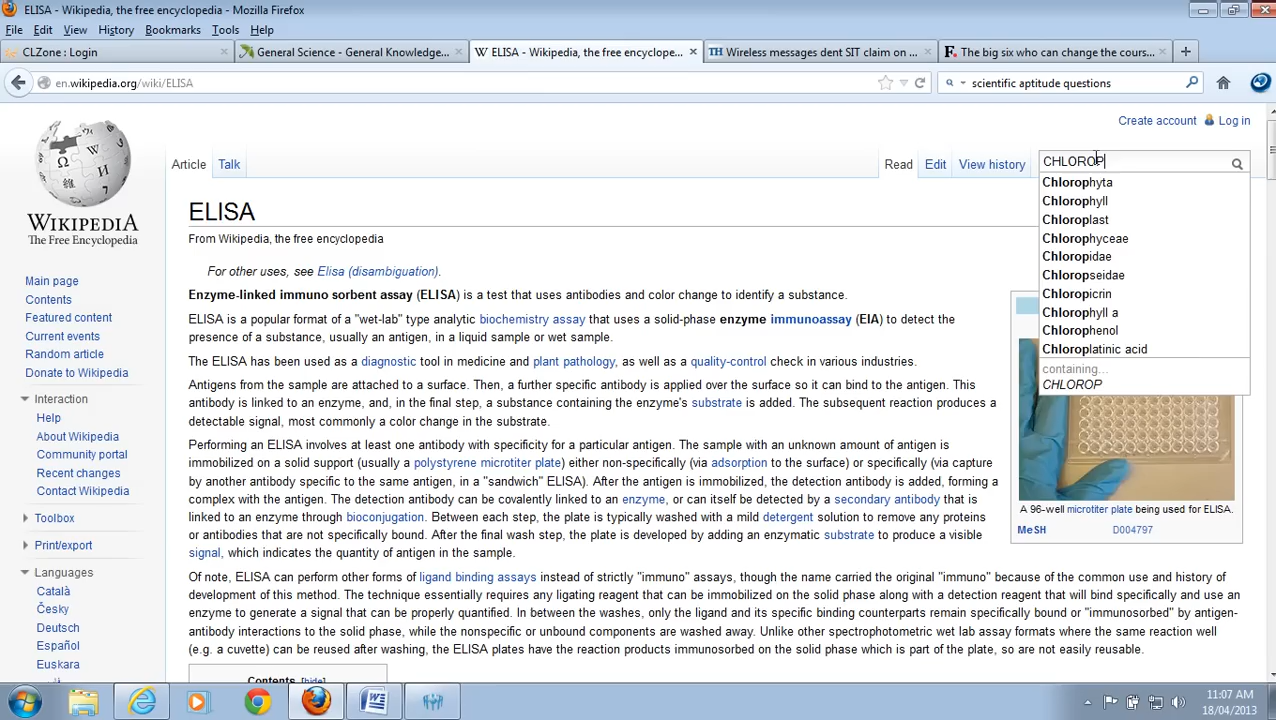 ELISA - Wikipedia, the free encyclopedia - Mozilla Firefox
File Edit View History Bookmarks Tools Help
CLZone : Login
General Science - General Knowledge...
W ELISA - Wikipedia, the free encyclope...
TH Wireless messages dent SIT claim on ...
F. The big six who can change the cours...
en.wikipedia.org/wiki/ELISA
scientific aptitude questions
Create account Log in
Article Talk
Read Edit View history
CHLOROP
Chlorophyta
Chlorophyll
Chloroplast
Chlorophyceae
Chloropidae
Chloropseidae
Chloropicrin
Chlorophyll a
Chlorophenol
Chloroplatinic acid
containing...
CHLOROP
WIKIPEDIA
The Free Encyclopedia
Main page
Contents
Featured content
Current events
Random article
Donate to Wikipedia
Interaction
Help
About Wikipedia
Community portal
Recent changes
Contact Wikipedia
Toolbox
Print/export
Languages
Català
Česky
Deutsch
Español
Euskara
ELISA
From Wikipedia, the free encyclopedia
For other uses, see Elisa (disambiguation).
Enzyme-linked immuno sorbent assay (ELISA) is a test that uses antibodies and color change to identify a substance.
ELISA is a popular format of a "wet-lab" type analytic biochemistry assay that uses a solid-phase enzyme immunoassay (EIA) to detect the
presence of a substance, usually an antigen, in a liquid sample or wet sample.
The ELISA has been used as a diagnostic tool in medicine and plant pathology, as well as a quality-control check in various industries.
Antigens from the sample are attached to a surface. Then, a further specific antibody is applied over the surface so it can bind to the antigen. This
antibody is linked to an enzyme, and, in the final step, a substance containing the enzyme's substrate is added. The subsequent reaction produces a
detectable signal, most commonly a color change in the substrate.
Performing an ELISA involves at least one antibody with specificity for a particular antigen. The sample with an unknown amount of antigen is
immobilized on a solid support (usually a polystyrene microtiter plate) either non-specifically (via adsorption to the surface) or specifically (via capture
by another antibody specific to the same antigen, in a "sandwich" ELISA). After the antigen is immobilized, the detection antibody is added, forming a
complex with the antigen. The detection antibody can be covalently linked to an enzyme, or can itself be detected by a secondary antibody that is
linked to an enzyme through bioconjugation. Between each step, the plate is typically washed with a mild detergent solution to remove any proteins
or antibodies that are not specifically bound. After the final wash step, the plate is developed by adding an enzymatic substrate to produce a visible
signal, which indicates the quantity of antigen in the sample.
Of note, ELISA can perform other forms of ligand binding assays instead of strictly "immuno" assays, though the name carried the original "immuno" because of the common use and history of
development of this method. The technique essentially requires any ligating reagent that can be immobilized on the solid phase along with a detection reagent that will bind specifically and use an
enzyme to generate a signal that can be properly quantified. In between the washes, only the ligand and its specific binding counterparts remain specifically bound or "immunosorbed" by antigen-
antibody interactions to the solid phase, while the nonspecific or unbound components are washed away. Unlike other spectrophotometric wet lab assay formats where the same reaction well
(e.g. a cuvette) can be reused after washing, the ELISA plates have the reaction products immunosorbed on the solid phase which is part of the plate, so are not easily reusable.
Contents [hide]
A 96-well microtiter plate being used for ELISA.
MeSH D004797
11:07 AM
18/04/2013